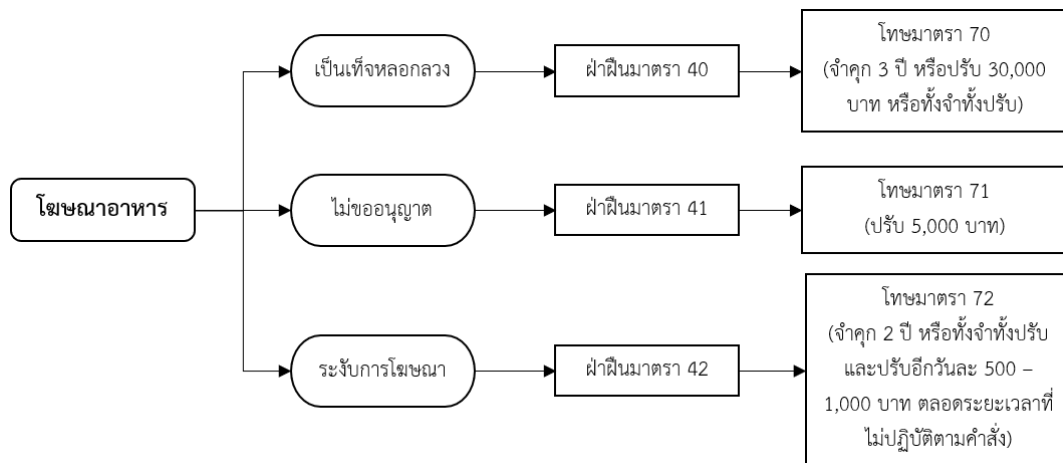 โฆษณาอาหาร
เป็นเท็จหลอกลวง
ฝ่าฝืนมาตรา 40
โทษมาตรา 70
(จำคุก 3 ปี หรือปรับ 30,000
บาท หรือทั้งจำทั้งปรับ)
ไม่ขออนุญาต
ฝ่าฝืนมาตรา 41
โทษมาตรา 71
(ปรับ 5,000 บาท)
ระงับการโฆษณา
ฝ่าฝืนมาตรา 42
โทษมาตรา 72
(จำคุก 2 ปี หรือทั้งจำทั้งปรับ
และปรับอีกวันละ 500 –
1,000 บาท ตลอดระยะเวลาที่
ไม่ปฏิบัติตามคำสั่ง)